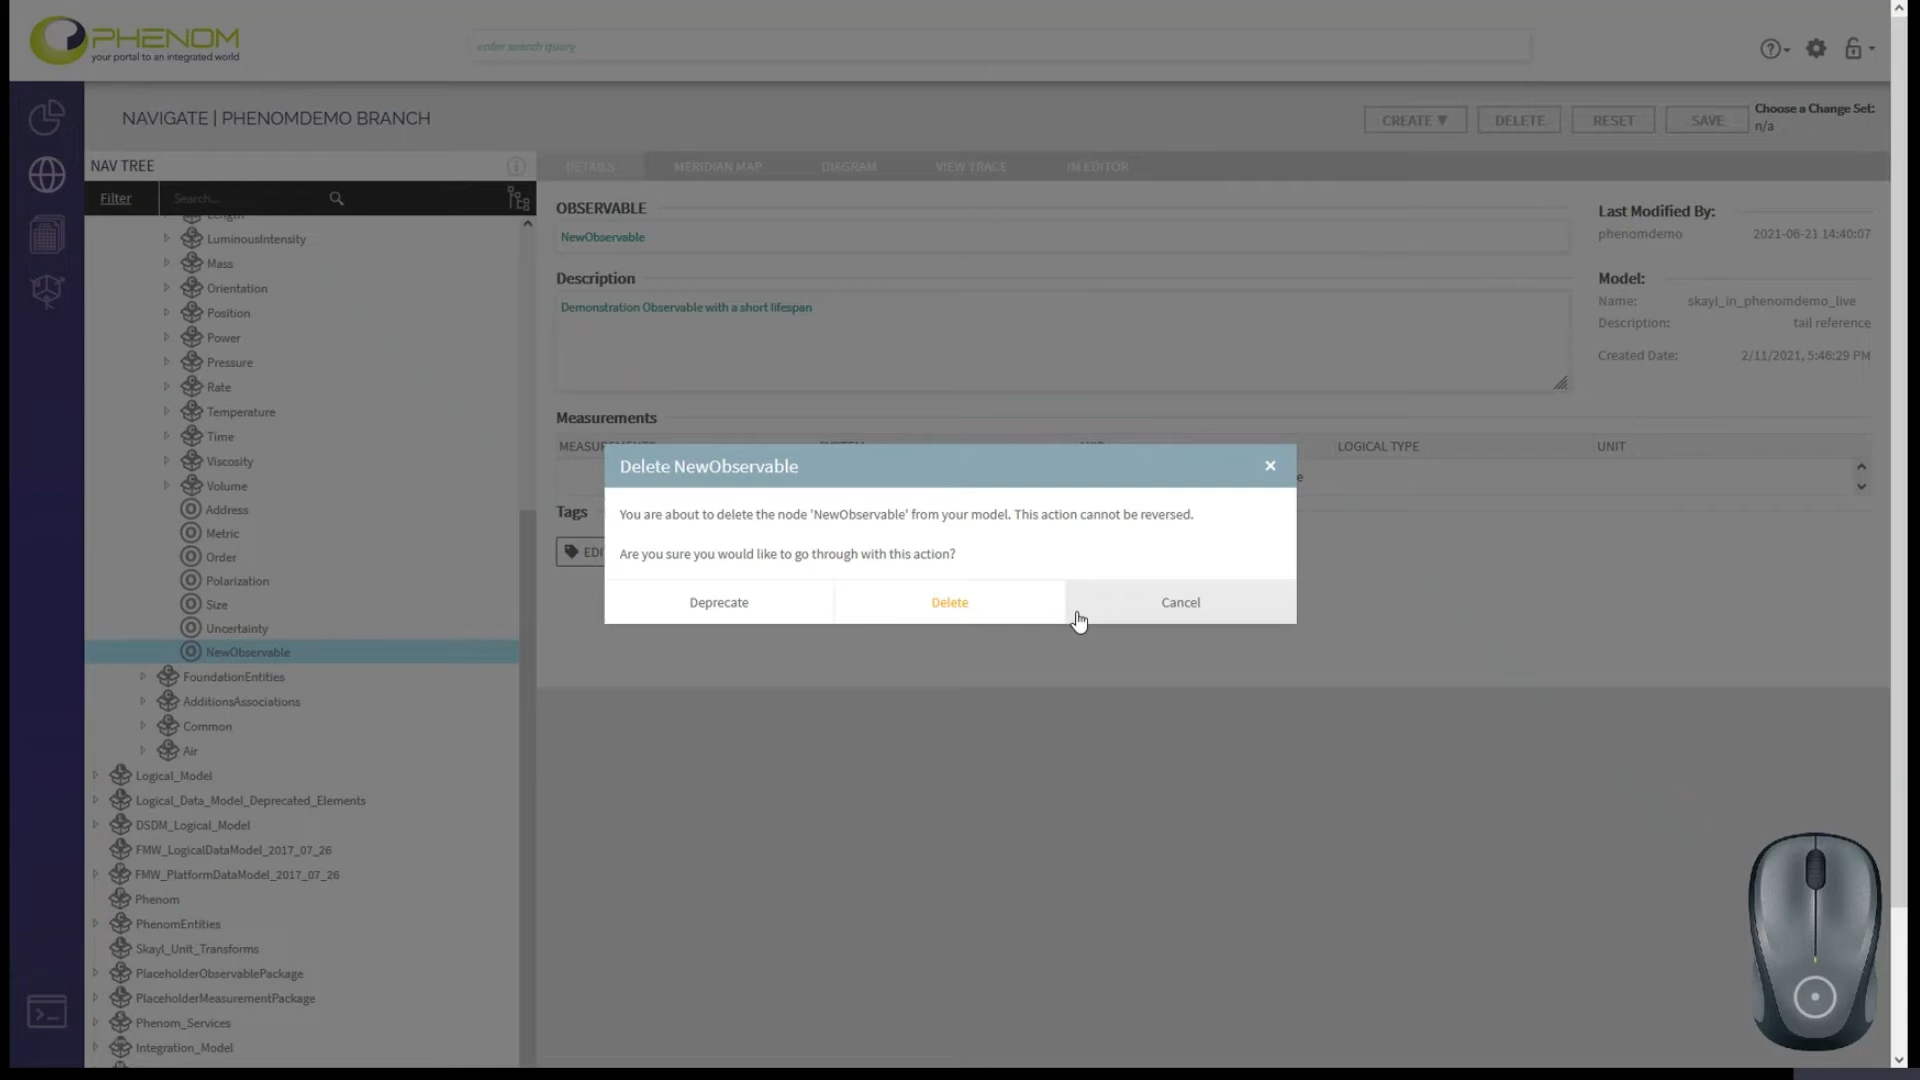 PHENOM
your portal to an integrated world
enter search query
NAVIGATE | PHENOMDEMO BRANCH
CREATE ▼
DELETE
RESET
SAVE
Choose a Change Set:
n/a
NAV TREE
DETAILS
MERIDIAN MAP
DIAGRAM
VIEW TRACE
IM EDITOR
Filter
Search...
Length
LuminousIntensity
Mass
Orientation
Position
Power
Pressure
Rate
Temperature
Time
Viscosity
Volume
Address
Metric
Order
Polarization
Size
Uncertainty
NewObservable
FoundationEntities
AdditionsAssociations
Common
Air
Logical_Model
Logical_Data_Model_Deprecated_Elements
DSDM_Logical_Model
FMW_LogicalDataModel_2017_07_26
FMW_PlatformDataModel_2017_07_26
Phenom
PhenomEntities
Skayl_Unit_Transforms
PlaceholderObservablePackage
PlaceholderMeasurementPackage
Phenom_Services
Integration_Model
OBSERVABLE
NewObservable
Description
Demonstration Observable with a short lifespan
Last Modified By:
phenomdemo 2021-06-21 14:40:07
Model:
Name: skayl_in_phenomdemo_live
Description: tail reference
Created Date: 2/11/2021, 5:46:29 PM
Measurements
LOGICAL TYPE
UNIT
Tags
Delete NewObservable
You are about to delete the node 'NewObservable' from your model. This action cannot be reversed.
Are you sure you would like to go through with this action?
Deprecate
Delete
Cancel